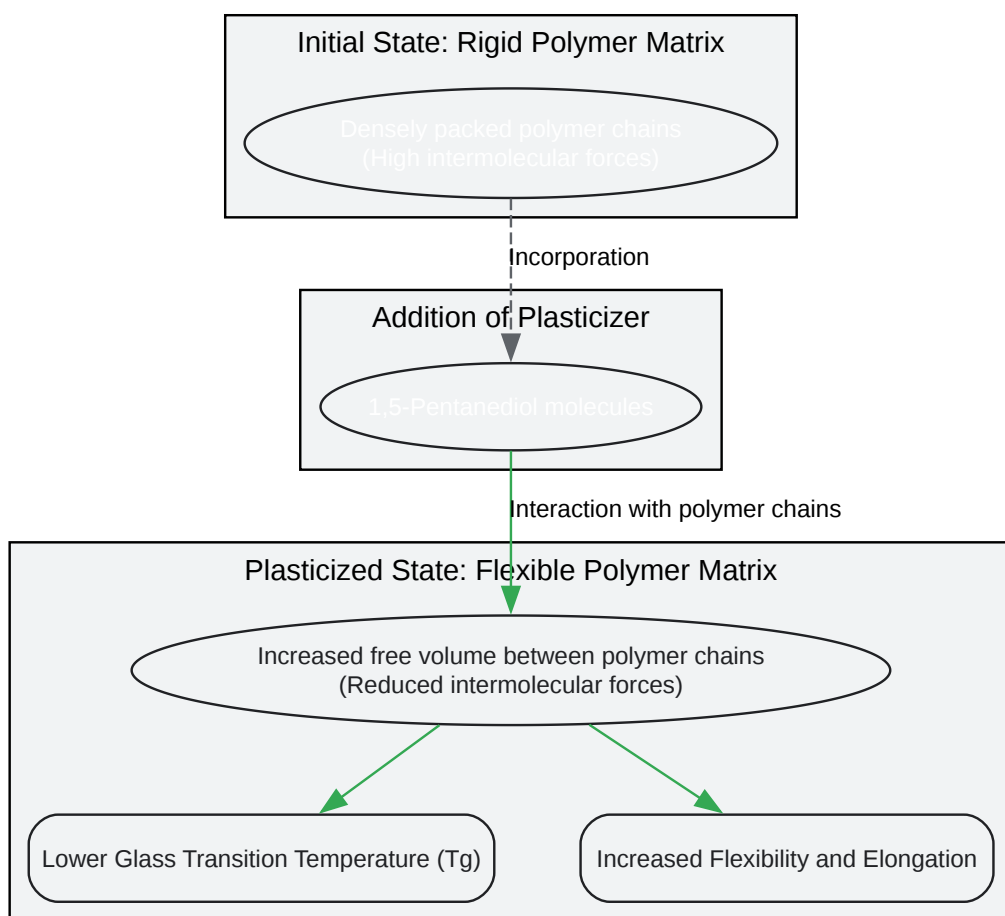 Initial State: Rigid Polymer Matrix
Densely packed polymer chains
(High intermolecular forces)
Incorporation
Addition of Plasticizer
1,5-Pentanediol molecules
Interaction with polymer chains
Plasticized State: Flexible Polymer Matrix
Increased free volume between polymer chains
(Reduced intermolecular forces)
Lower Glass Transition Temperature (Tg)
Increased Flexibility and Elongation